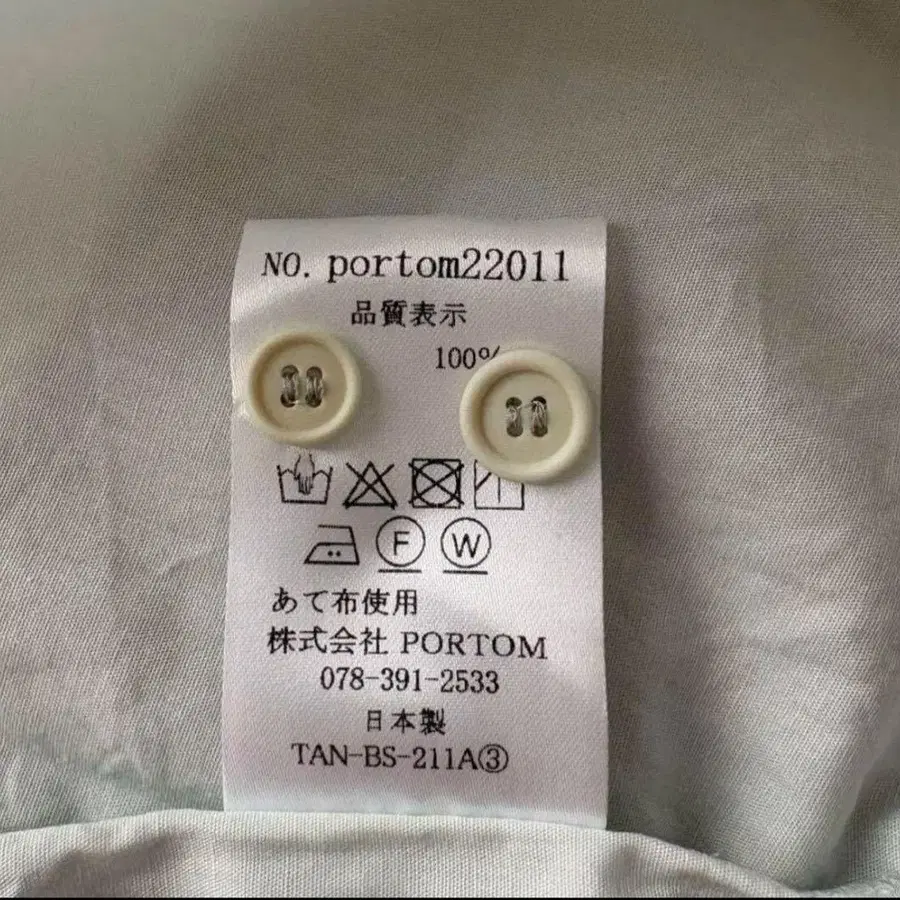 NO. portom22011
品質表示
100%
F W
あて布使用
株式会社 PORTOM
078-391-2533
日本製
TAN-BS-211A③